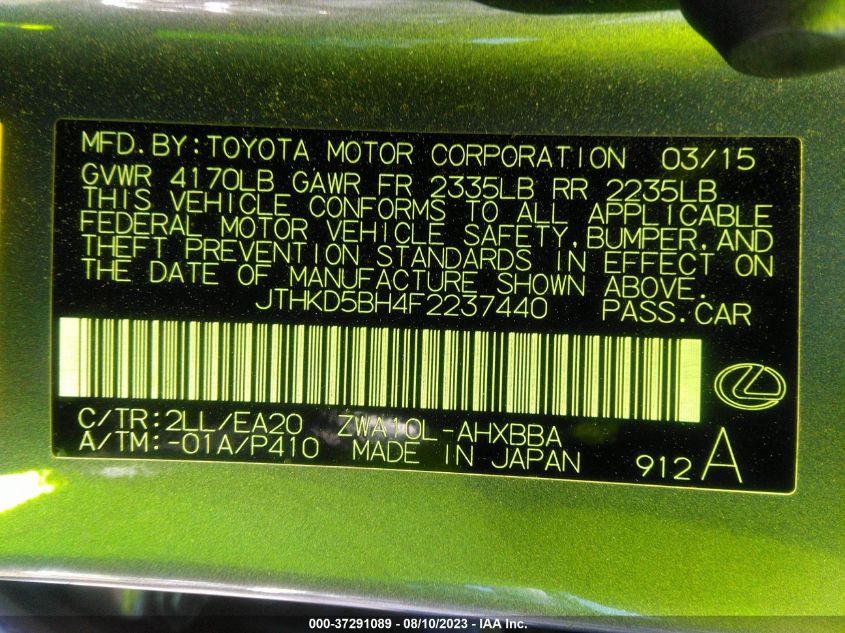 MFD.BY:TOYOTA MOTOR CORPORATION 03/15
GVWR 4170LB GAWR FR 2335LB RR 2235LB
THIS VEHICLE CONFORMS TO ALL APPLICABLE
FEDERAL MOTOR VEHICLE SAFETY,BUMPER,AND
THEFT PREVENTION STANDARDS IN EFFECT ON
THE DATE OF MANUFACTURE SHOWN ABOVE.
JTHKD5BH4F2237440 PASS.CAR
C/TR:2LL/EA20 ZWA10L-AHXBBA
A/TM:-01A/P410 MADE IN JAPAN 912 A
000-37291089 - 08/10/2023 - IAA Inc.